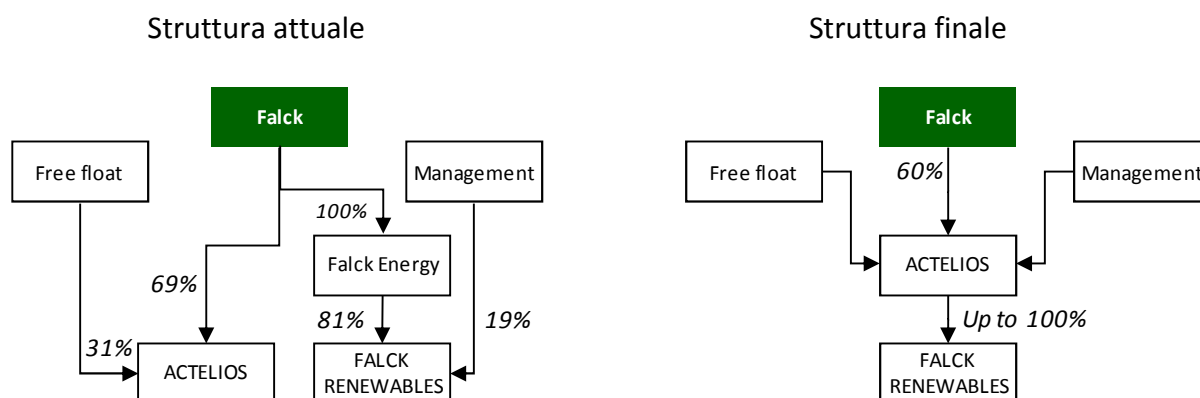 Struttura attuale
Struttura finale
Falck
Free float
Management
100%
Falck Energy
69%
81%
19%
31%
ACTELIOS
FALCK
RENEWABLES
Falck
Free float
60%
Management
ACTELIOS
Up to 100%
FALCK
RENEWABLES